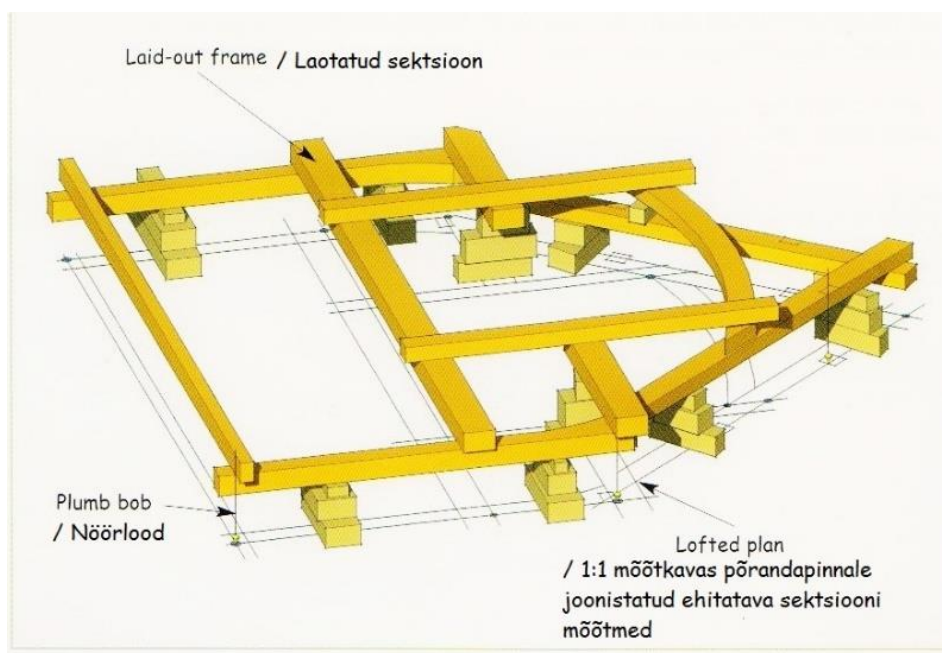 Laid-out frame / Laotatud sektsioon
Plumb bob
/ Nöörlood
Lofted plan
/ 1:1 mõõtkavas põrandapinnale
joonistatud ehitatava sektsiooni
mõõtmed